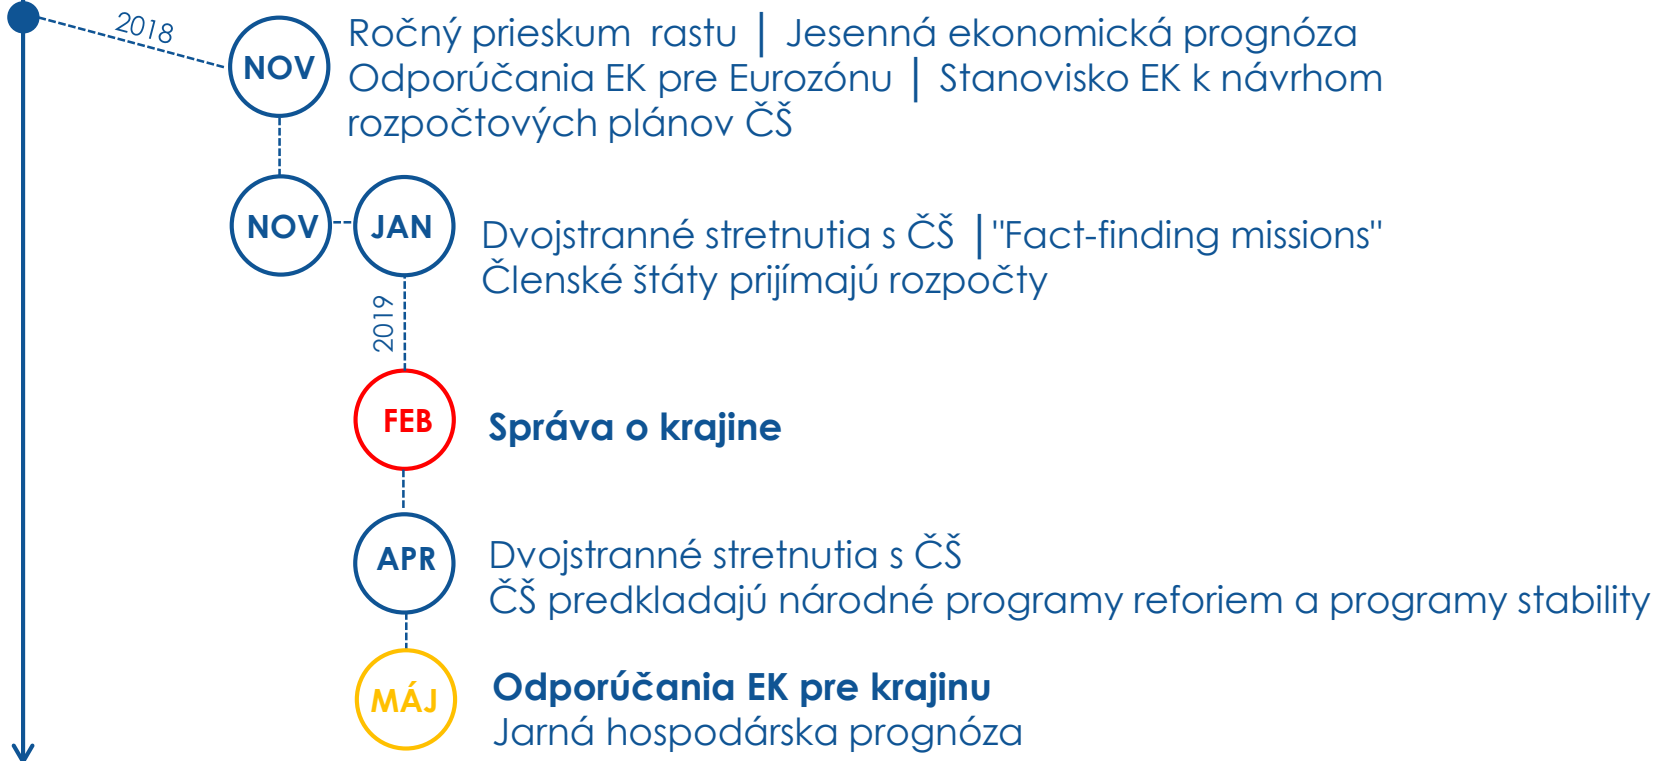 2018
NOV
Ročný prieskum rastu | Jesenná ekonomická prognóza
Odporúčania EK pre Eurozónu | Stanovisko EK k návrhom
rozpočtových plánov ČŠ
NOV
JAN
Dvojstranné stretnutia s ČŠ |"Fact-finding missions"
Členské štáty prijímajú rozpočty
2019
FEB
Správa o krajine
APR
Dvojstranné stretnutia s ČŠ
ČŠ predkladajú národné programy reforiem a programy stability
MÁJ
Odporúčania EK pre krajinu
Jarná hospodárska prognóza